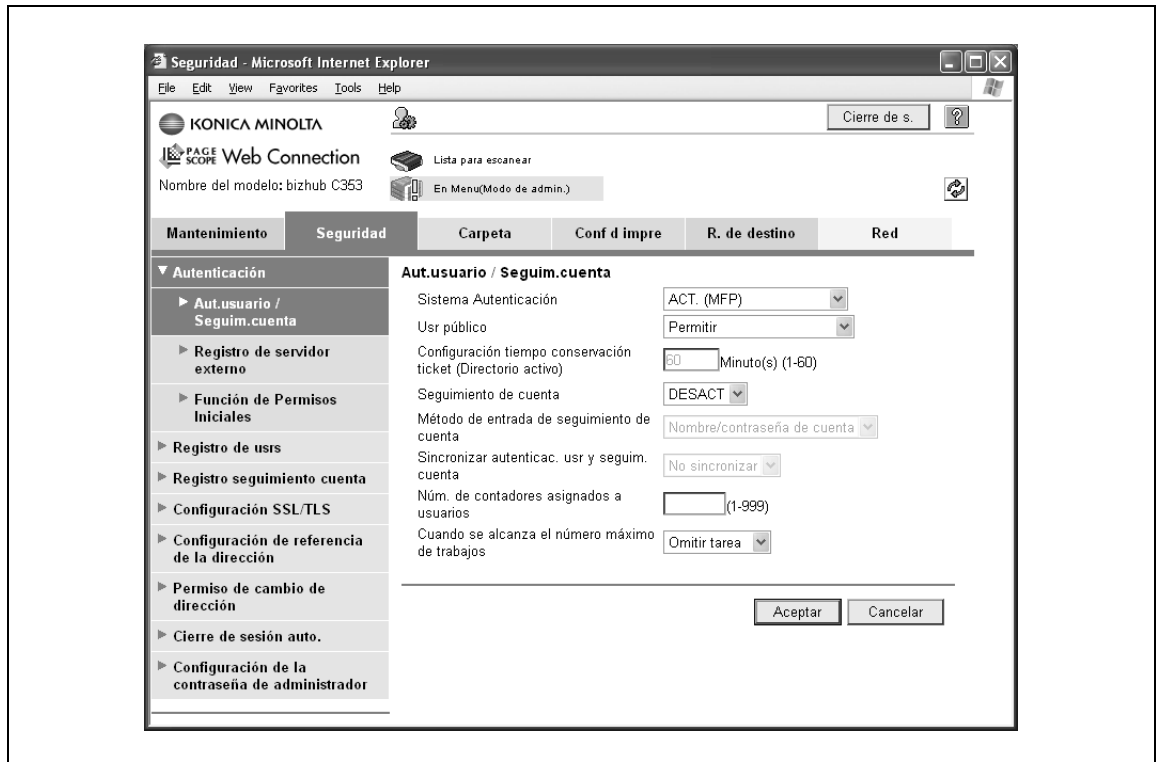 Seguridad - Microsoft Internet Explorer
File Edit View Favorites Tools Help
KONICA MINOLTA
Cierre de s.
?
PAGE SCOPE Web Connection
Lista para escanear
Nombre del modelo: bizhub C353
En Menu(Modo de admin.)
Mantenimiento Seguridad Carpeta Conf d impre R. de destino Red
Autenticación
Aut.usuario /
Seguim.cuenta
Registro de servidor
externo
Función de Permisos
Iniciales
Registro de usrs
Registro seguimiento cuenta
Configuración SSL/TLS
Configuración de referencia
de la dirección
Permiso de cambio de
dirección
Cierre de sesión auto.
Configuración de la
contraseña de administrador
Aut.usuario / Seguim.cuenta
Sistema Autenticación ACT. (MFP)
Usr público Permitir
Configuración tiempo conservación
ticket (Directorio activo) 60 Minuto(s) (1-60)
Seguimiento de cuenta DESACT
Método de entrada de seguimiento de
cuenta Nombre/contraseña de cuenta
Sincronizar autenticac. usr y seguim.
cuenta No sincronizar
Núm. de contadores asignados a
usuarios (1-999)
Cuando se alcanza el número máximo
de trabajos Omitir tarea
Aceptar Cancelar